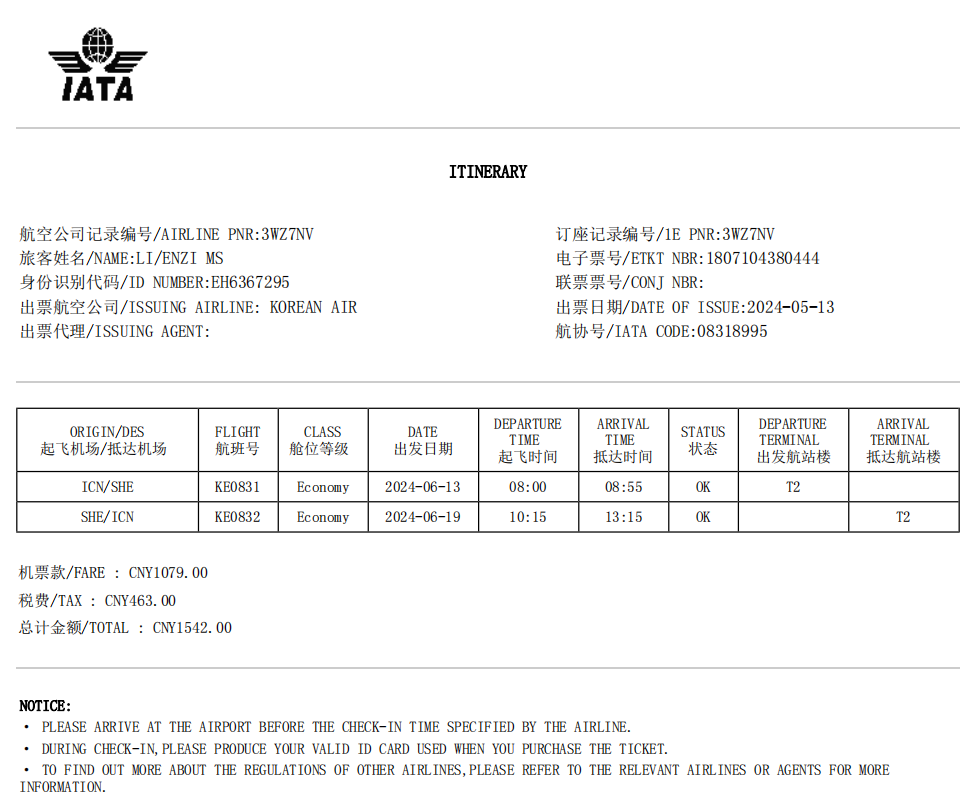 IATA
ITINERARY
航空公司记录编号/AIRLINE PNR:3WZ7NV
订座记录编号/1E PNR:3WZ7NV
旅客姓名/NAME:LI/ENZI MS
电子票号/ETKT NBR:1807104380444
身份识别代码/ID NUMBER:EH6367295
联票票号/CONJ NBR:
出票航空公司/ISSUING AIRLINE: KOREAN AIR
出票日期/DATE OF ISSUE:2024-05-13
出票代理/ISSUING AGENT:
航协号/IATA CODE:08318995
ORIGIN/DES
起飞机场/抵达机场
FLIGHT
航班号
CLASS
舱位等级
DATE
出发日期
DEPARTURE
TIME
起飞时间
ARRIVAL
TIME
抵达时间
STATUS
状态
DEPARTURE
TERMINAL
出发航站楼
ARRIVAL
TERMINAL
抵达航站楼
ICN/SHE KE0831 Economy 2024-06-13 08:00 08:55 OK T2
SHE/ICN KE0832 Economy 2024-06-19 10:15 13:15 OK T2
机票款/FARE : CNY1079.00
税费/TAX : CNY463.00
总计金额/TOTAL : CNY1542.00
NOTICE:
· PLEASE ARRIVE AT THE AIRPORT BEFORE THE CHECK-IN TIME SPECIFIED BY THE AIRLINE.
· DURING CHECK-IN,PLEASE PRODUCE YOUR VALID ID CARD USED WHEN YOU PURCHASE THE TICKET.
· TO FIND OUT MORE ABOUT THE REGULATIONS OF OTHER AIRLINES,PLEASE REFER TO THE RELEVANT AIRLINES OR AGENTS FOR MORE
INFORMATION.